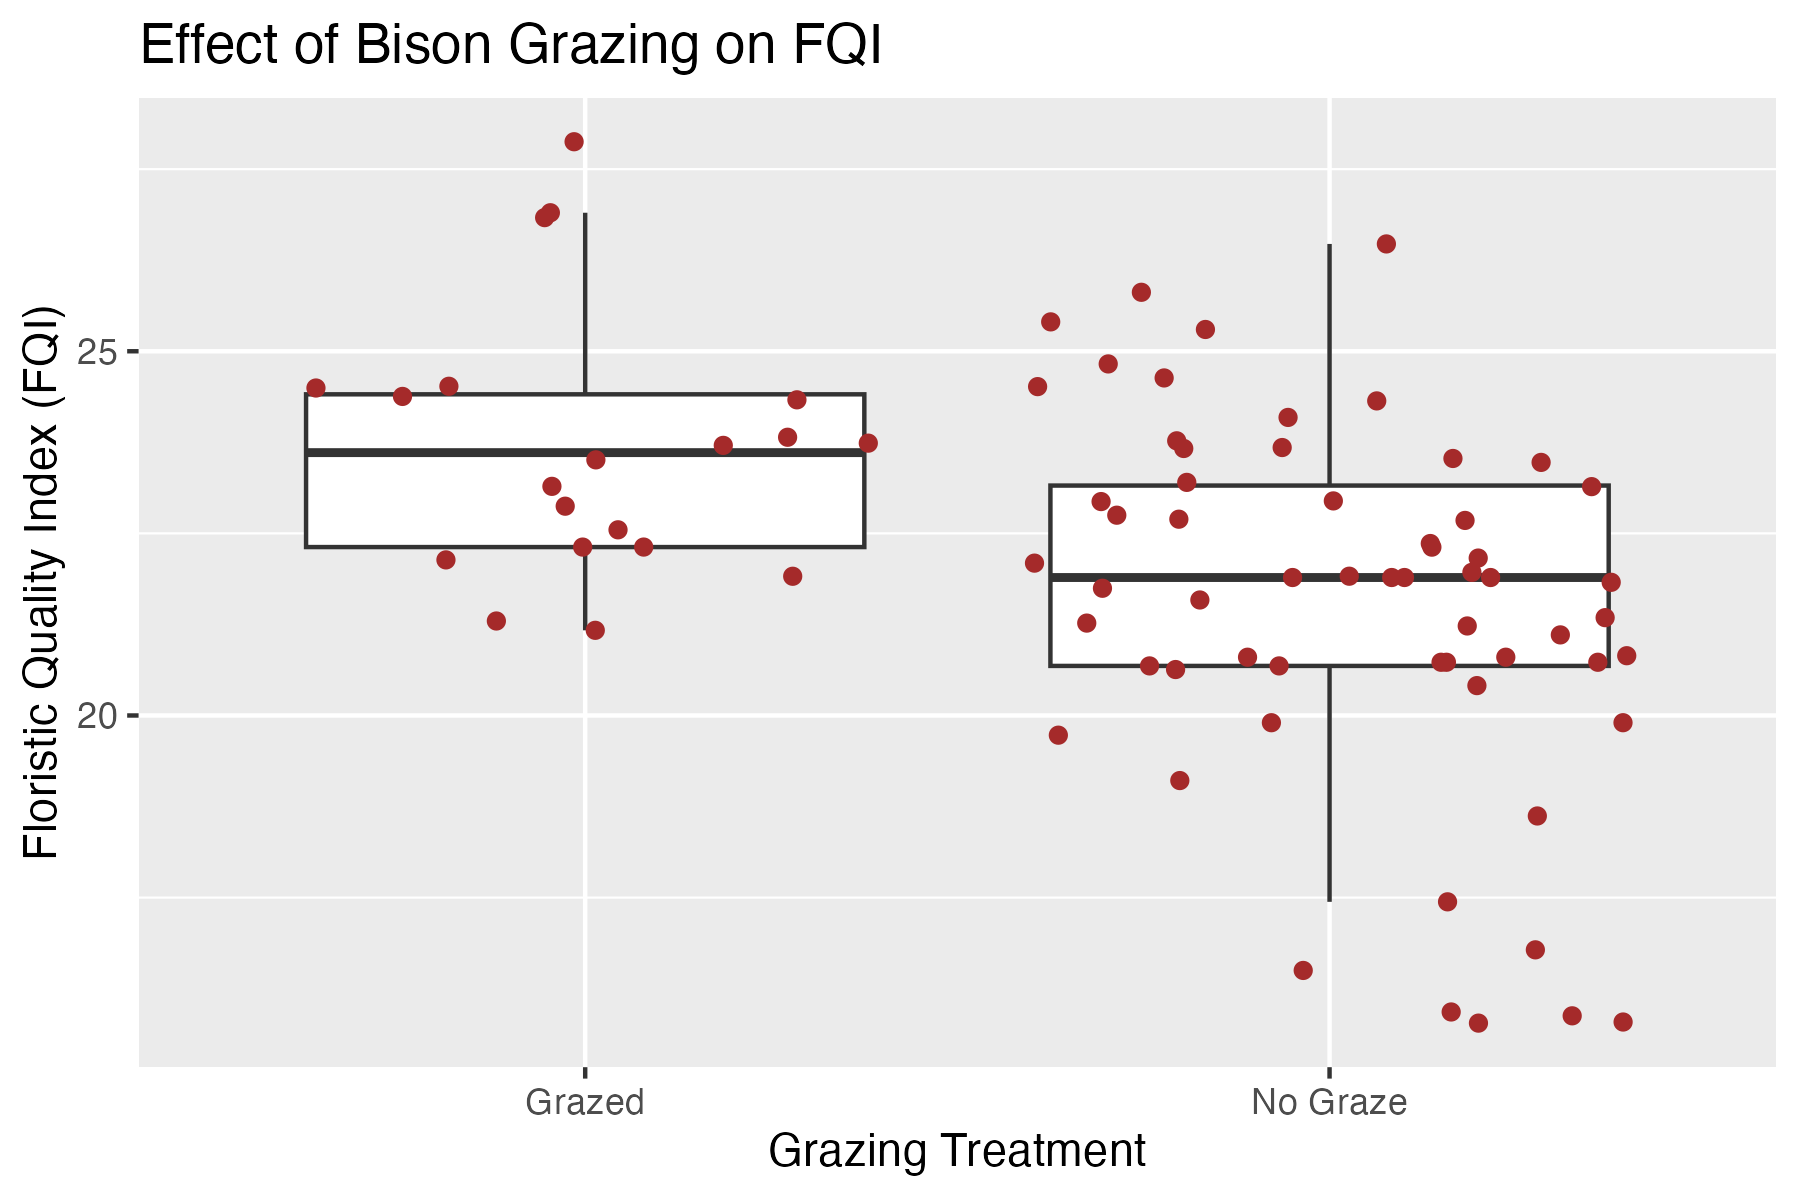 Effect of Bison Grazing on FQI
Floristic Quality Index (FQI)
25
20
Grazed
No Graze
Grazing Treatment